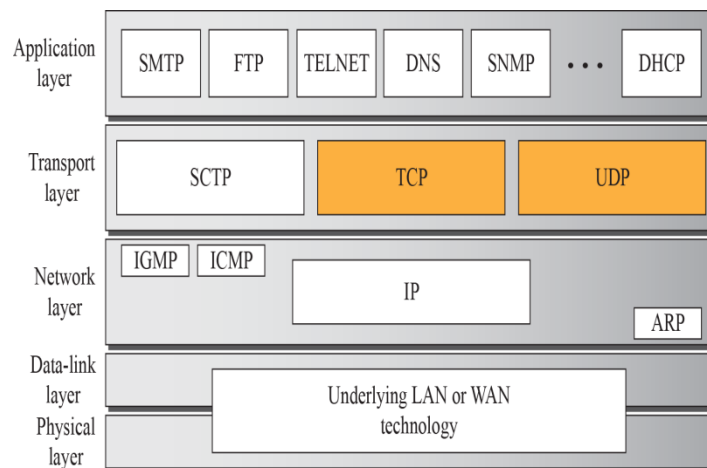 Application
layer
SMTP
FTP
TELNET
DNS
SNMP
• • •
DHCP
Transport
layer
SCTP
TCP
UDP
Network
layer
IGMP
ICMP
IP
ARP
Data-link
layer
Physical
layer
Underlying LAN or WAN
technology